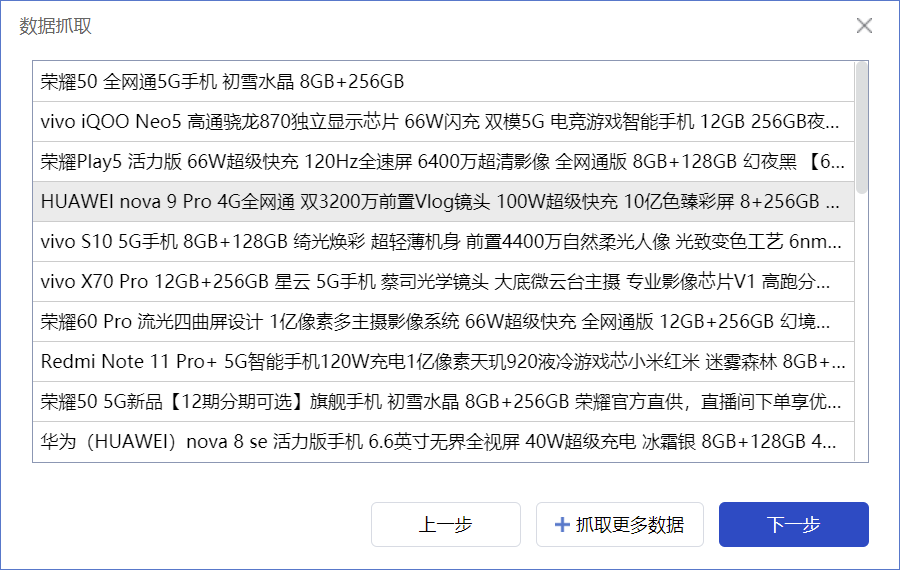 数据抓取
荣耀50 全网通5G手机 初雪水晶 8GB+256GB
vivo iQOO Neo5 高通骁龙870独立显示芯片 66W闪充 双模5G 电竞游戏智能手机 12GB 256GB夜...
荣耀Play5 活力版 66W超级快充 120Hz全速屏 6400万超清影像 全网通版 8GB+128GB 幻夜黑 【6...
HUAWEI nova 9 Pro 4G全网通 双3200万前置Vlog镜头 100W超级快充 10亿色臻彩屏 8+256GB ...
vivo S10 5G手机 8GB+128GB 绮光焕彩 超轻薄机身 前置4400万自然柔光人像 光致变色工艺 6nm...
vivo X70 Pro 12GB+256GB 星云 5G手机 蔡司光学镜头 大底微云台主摄 专业影像芯片V1 高跑分...
荣耀60 Pro 流光四曲屏设计 1亿像素多主摄影像系统 66W超级快充 全网通版 12GB+256GB 幻境...
Redmi Note 11 Pro+ 5G智能手机120W充电1亿像素天玑920液冷游戏芯小米红米 迷雾森林 8GB+...
荣耀50 5G新品【12期分期可选】旗舰手机 初雪水晶 8GB+256GB 荣耀官方直供，直播间下单享优...
华为（HUAWEI）nova 8 se 活力版手机 6.6英寸无界全视屏 40W超级充电 冰霜银 8GB+128GB 4...
上一步
抓取更多数据
下一步